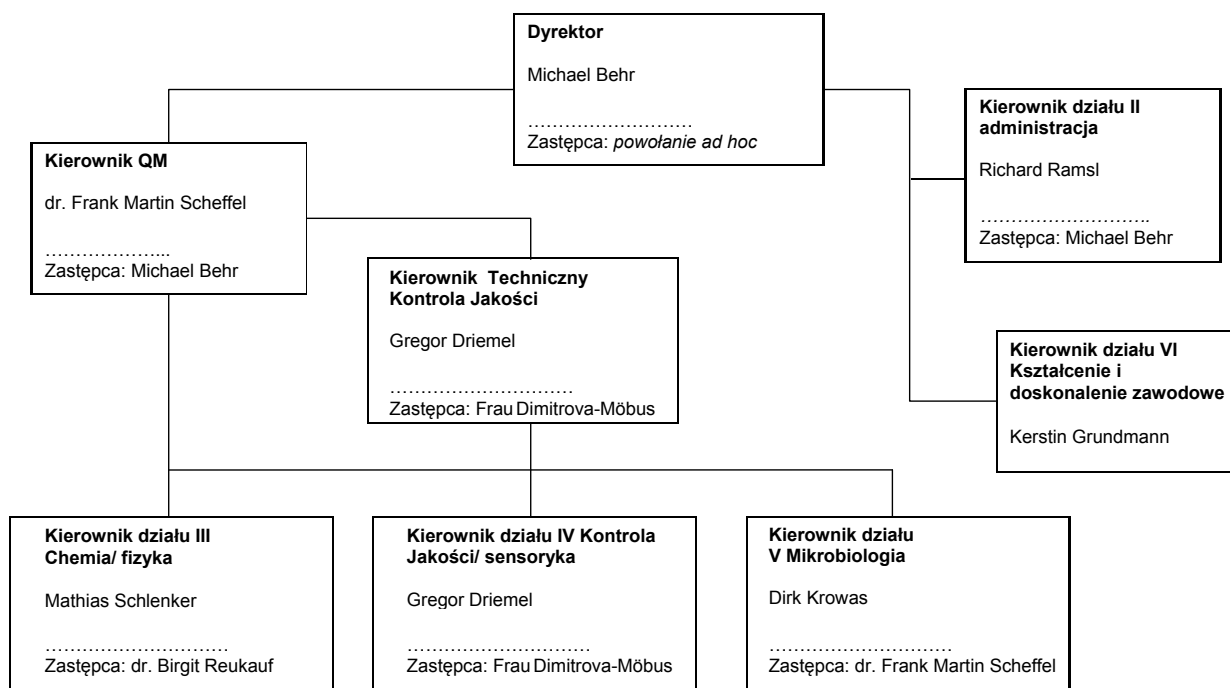 Dyrektor
Michael Behr
………………………
Zastępca: powołanie ad hoc
Kierownik QM
dr. Frank Martin Scheffel
………………...
Zastępca: Michael Behr
Kierownik działu II
administracja
Richard Ramsl
………………………..
Zastępca: Michael Behr
Kierownik Techniczny
Kontrola Jakości
Gregor Driemel
…………………………
Zastępca: Frau Dimitrova-Möbus
Kierownik działu VI
Kształcenie i
doskonalenie zawodowe
Kerstin Grundmann
Kierownik działu III
Chemia/ fizyka
Mathias Schlenker
…………………………
Zastępca: dr. Birgit Reukauf
Kierownik działu IV Kontrola
Jakości/ sensoryka
Gregor Driemel
…………………………
Zastępca: Frau Dimitrova-Möbus
Kierownik działu
V Mikrobiologia
Dirk Krowas
…………………………
Zastępca: dr. Frank Martin Scheffel